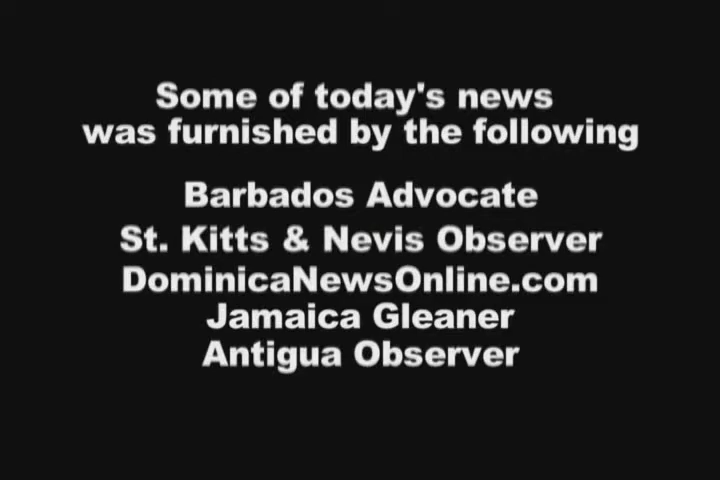 Some of today's news
was furnished by the following
Barbados Advocate
St. Kitts & Nevis Observer
DominicaNewsOnline.com
Jamaica Gleaner
Antigua Observer